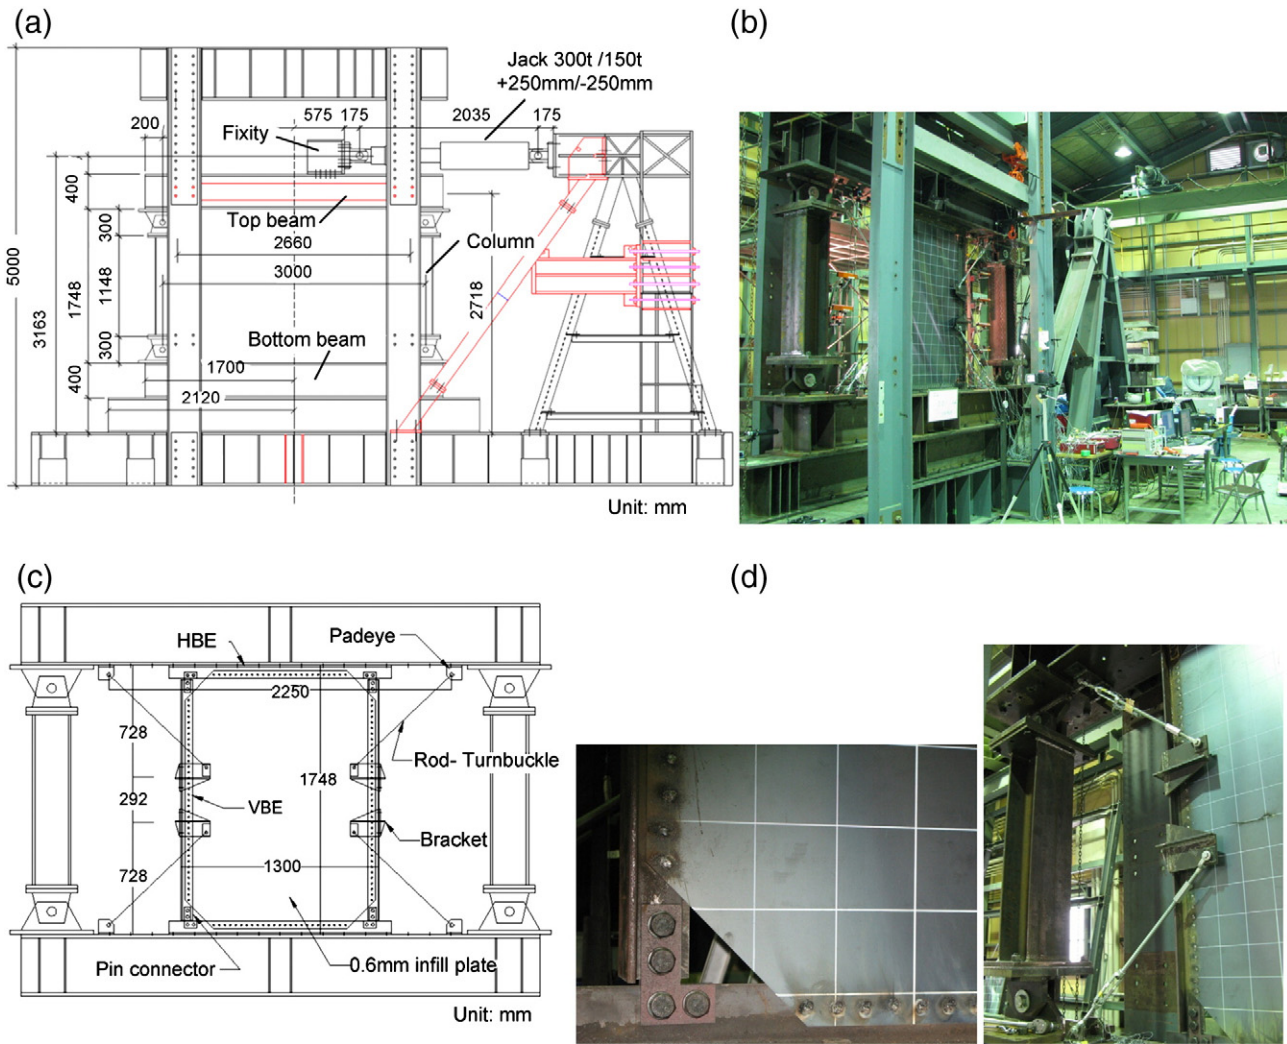 (a)
Jack 300t /150t
+250mm/-250mm
575
175
2035
175
200
Fixity
400
Top beam
300
2660
Column
3000
5000
3163
1748
1148
2718
300
Bottom beam
1700
400
2120
Unit: mm
(b)
(c)
HBE
Padeye
2250
728
Rod- Turnbuckle
1748
292
VBE
Bracket
1300
728
Pin connector
0.6mm infill plate
Unit: mm
(d)